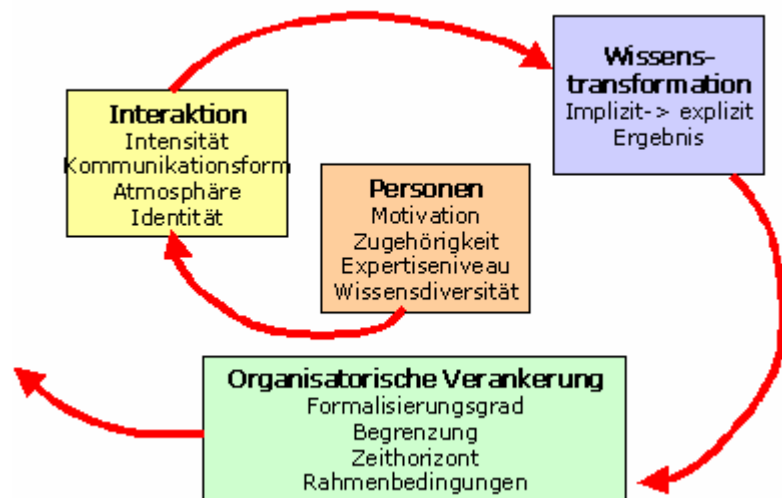 Interaktion
Intensität
Kommunikationsform
Atmosphäre
Identität
Wissens-
transformation
Implizit-> explizit
Ergebnis
Personen
Motivation
Zugehörigkeit
Expertiseniveau
Wissensdiversität
Organisatorische Verankerung
Formalisierungsgrad
Begrenzung
Zeithorizont
Rahmenbedingungen